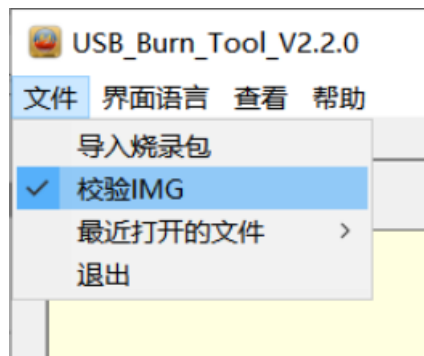 USB_Burn_Tool_V2.2.0
文件 界面语言 查看 帮助
导入烧录包
校验IMG
最近打开的文件
退出